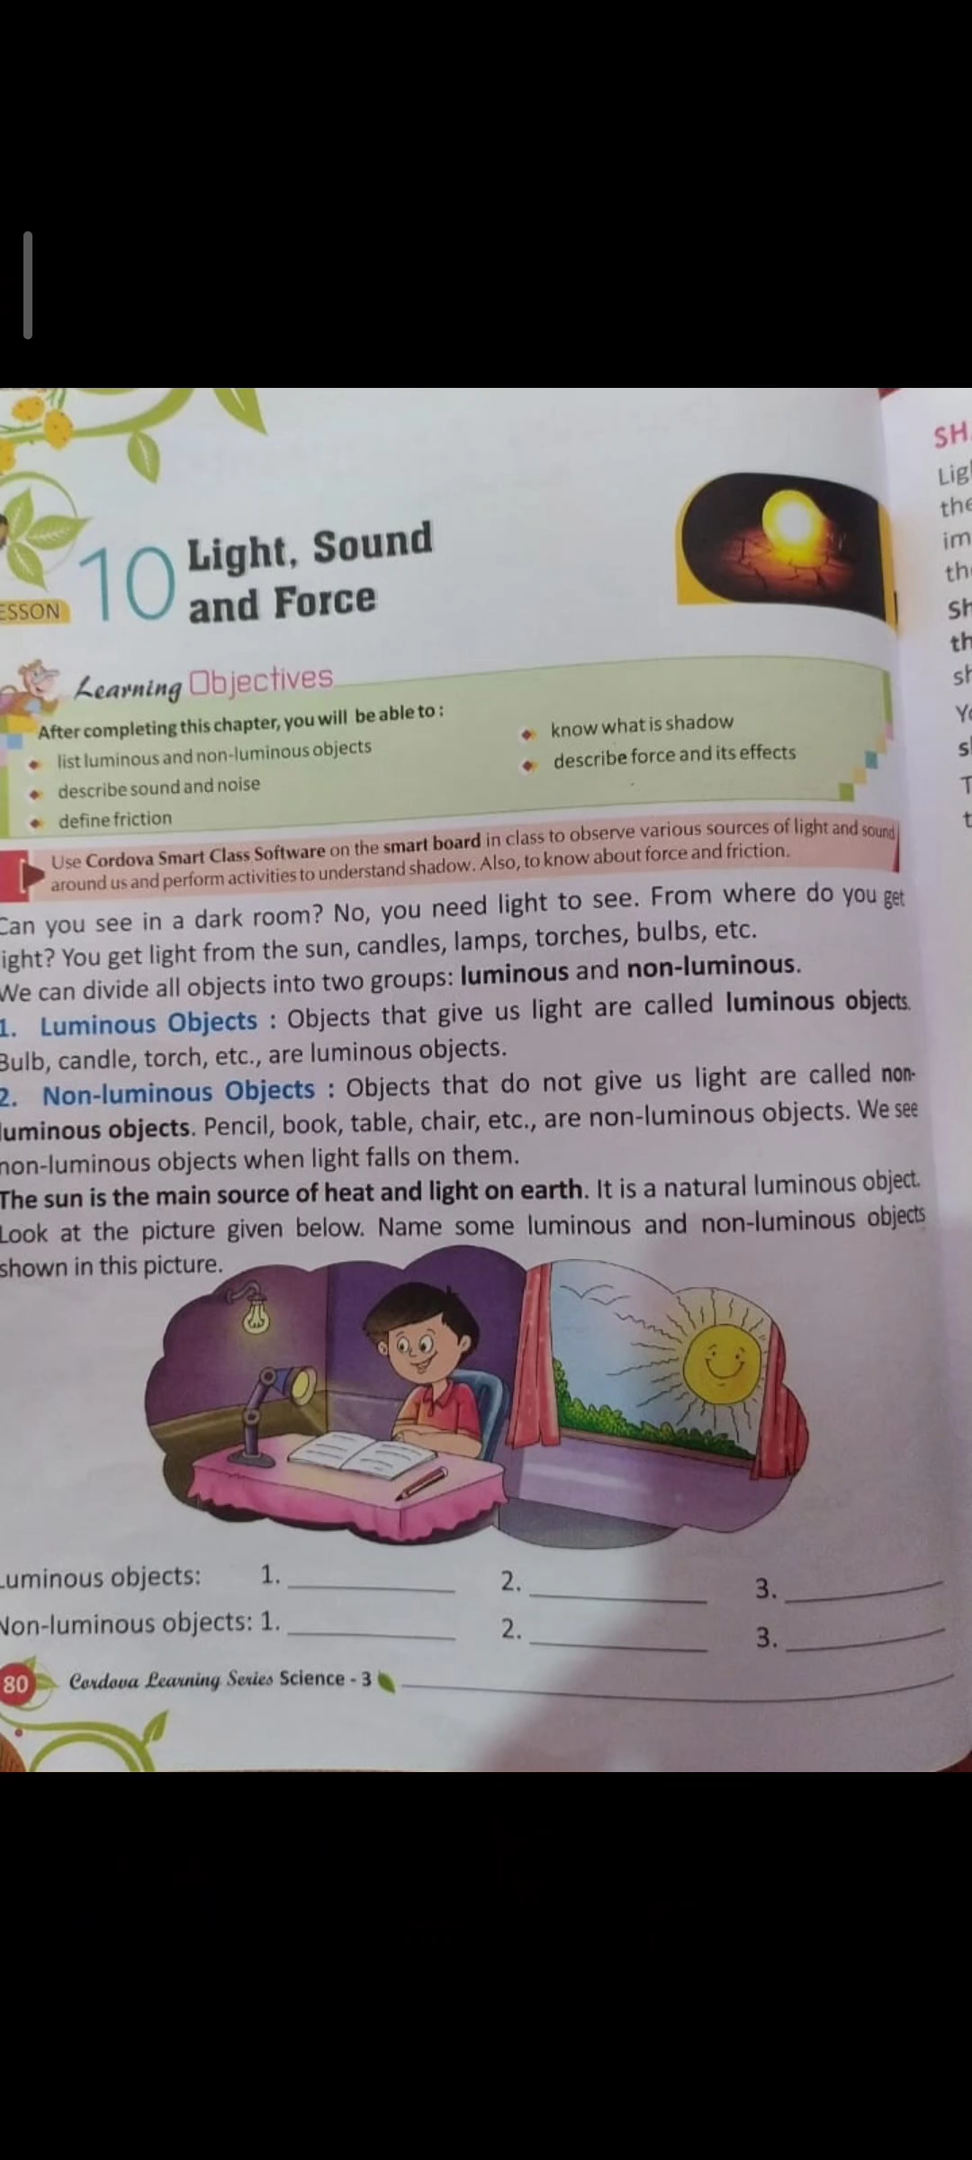 10 Light, Sound
and Force
ESSON
Learning Objectives
After completing this chapter, you will be able to :
list luminous and non-luminous objects
describe sound and noise
define friction
know what is shadow
describe force and its effects
Use Cordova Smart Class Software on the smart board in class to observe various sources of light and sound
around us and perform activities to understand shadow. Also, to know about force and friction.
Can you see in a dark room? No, you need light to see. From where do you get
ight? You get light from the sun, candles, lamps, torches, bulbs, etc.
We can divide all objects into two groups: luminous and non-luminous.
1. Luminous Objects : Objects that give us light are called luminous objects.
Bulb, candle, torch, etc., are luminous objects.
2. Non-luminous Objects : Objects that do not give us light are called non-
luminous objects. Pencil, book, table, chair, etc., are non-luminous objects. We see
non-luminous objects when light falls on them.
The sun is the main source of heat and light on earth. It is a natural luminous object.
Look at the picture given below. Name some luminous and non-luminous objects
shown in this picture.
Luminous objects: 1. 2. 3.
Non-luminous objects: 1. 2. 3.
80 Cordova Learning Series Science - 3
SH
Lig
the
im
th
Sh
th
sh
Yo
s
T
t